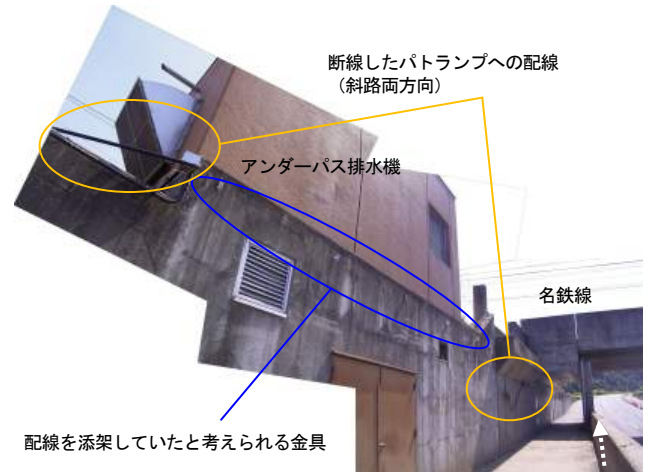 断線したパトランプへの配線
（斜路両方向）
アンダーパス排水機
名鉄線
配線を添架していたと考えられる金具